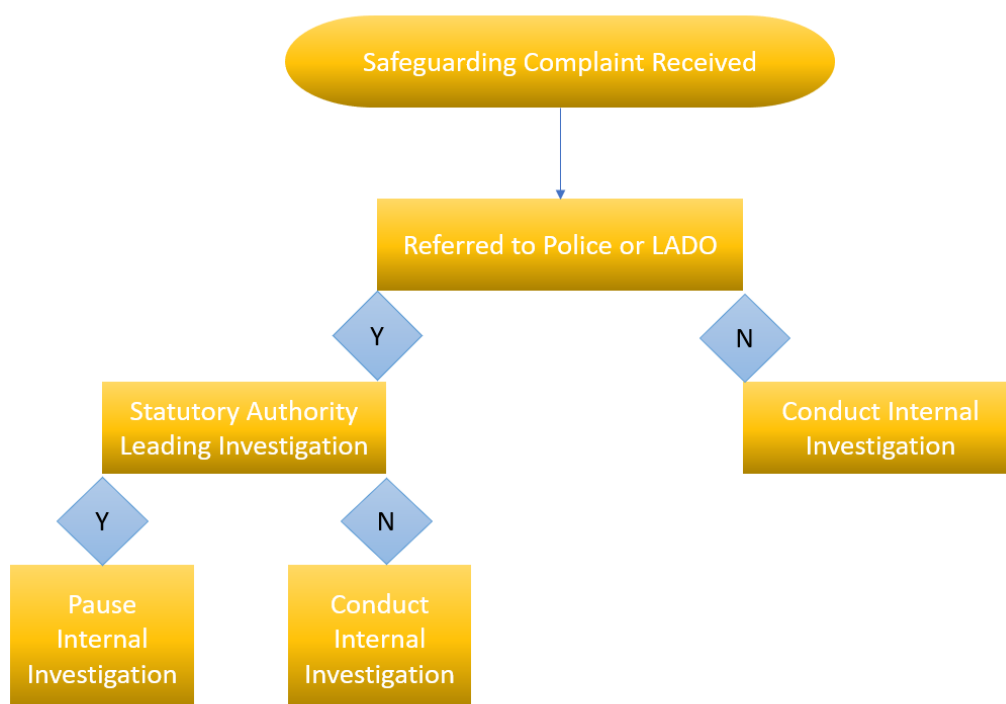 Safeguarding Complaint Received
Referred to Police or LADO
Y
N
Statutory Authority
Leading Investigation
Conduct Internal
Investigation
Y
N
Pause
Internal
Investigation
Conduct
Internal
Investigation